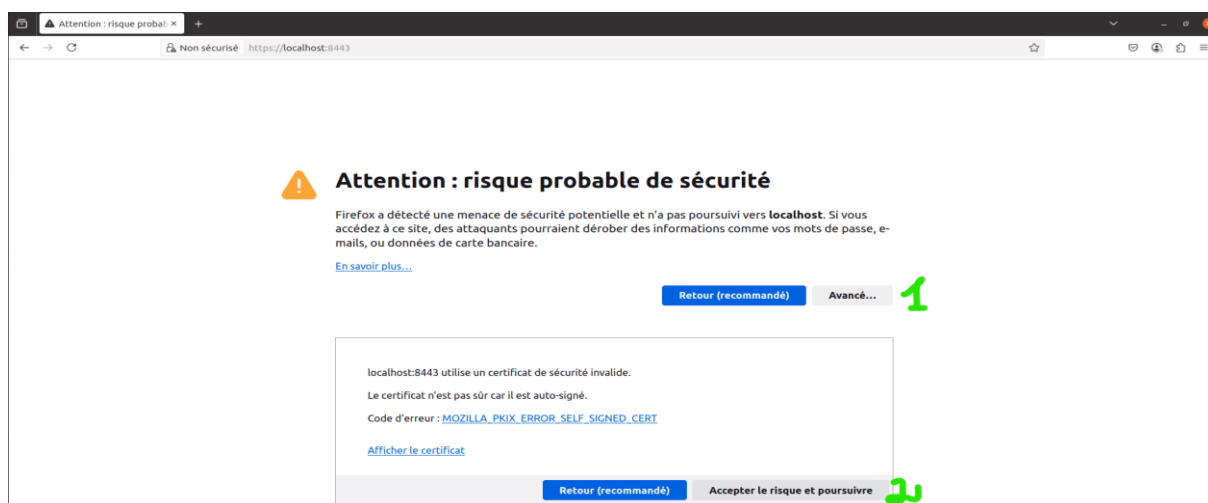 Attention : risque probabl
Non sécurisé https://localhost:8443
Attention : risque probable de sécurité
Firefox a détecté une menace de sécurité potentielle et n'a pas poursuivi vers localhost. Si vous
accédez à ce site, des attaquants pourraient dérober des informations comme vos mots de passe, e-
mails, ou données de carte bancaire.
En savoir plus…
Retour (recommandé) Avancé… 1
localhost:8443 utilise un certificat de sécurité invalide.
Le certificat n'est pas sûr car il est auto-signé.
Code d'erreur : MOZILLA_PKIX_ERROR_SELF_SIGNED_CERT
Afficher le certificat
Retour (recommandé) Accepter le risque et poursuivre 2